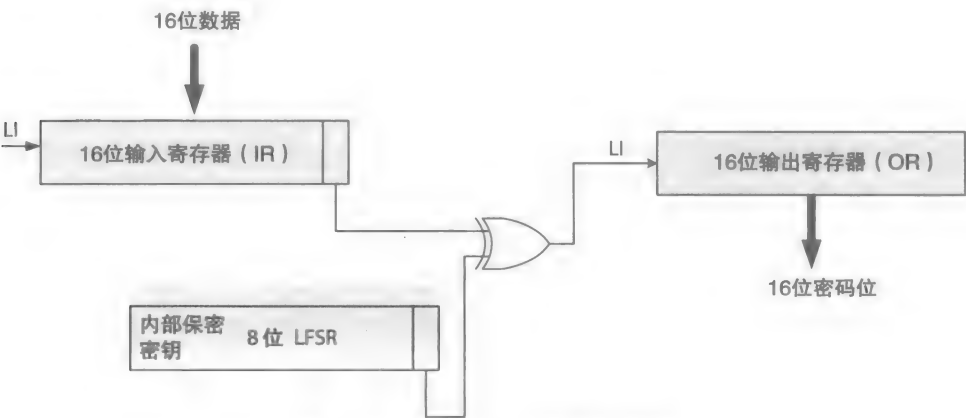 16位数据
LI
16位输入寄存器（IR）
LI
16位输出寄存器（OR）
16位密码位
内部保密
密钥
8位 LFSR